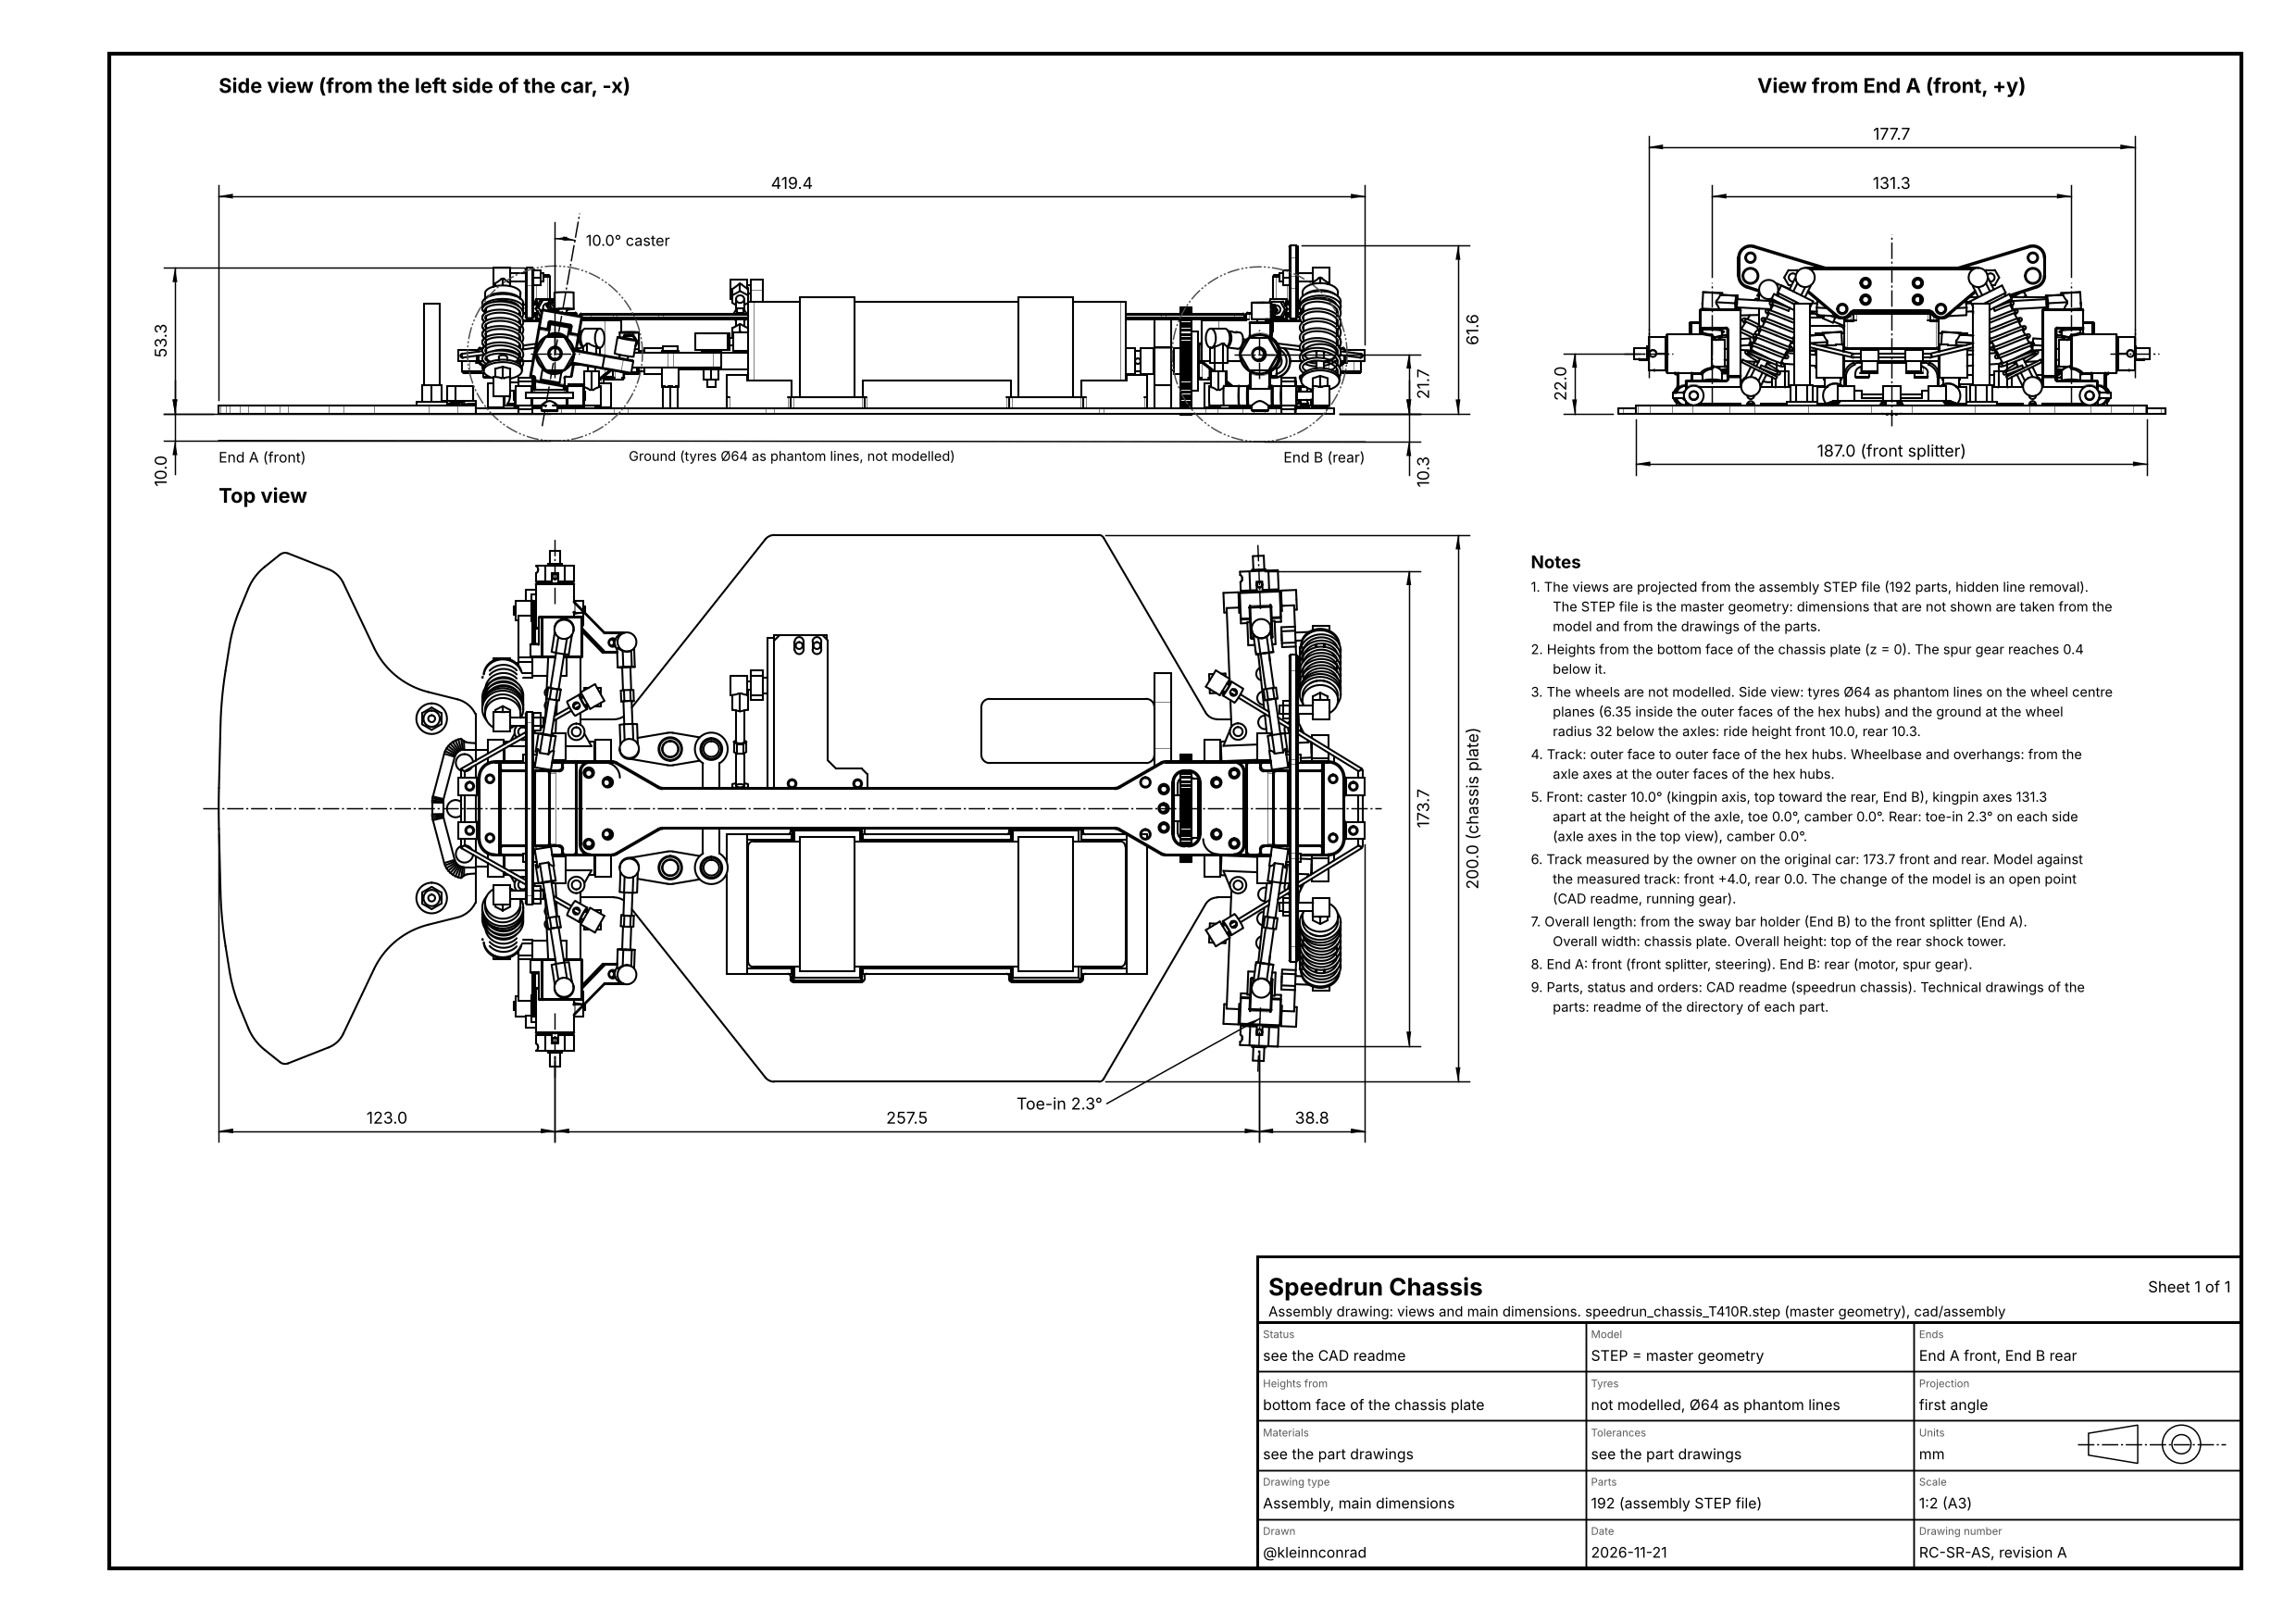 Side view (from the left side of the car, -x)
View from End A (front, +y)
177.7
419.4
131.3
10.0° caster
53.3
61.6
21.7
22.0
10.0
10.3
End A (front)
Ground (tyres Ø64 as phantom lines, not modelled)
End B (rear)
187.0 (front splitter)
Top view
173.7
200.0 (chassis plate)
Toe-in 2.3°
123.0
257.5
38.8
Notes
1. The views are projected from the assembly STEP file (192 parts, hidden line removal).
The STEP file is the master geometry: dimensions that are not shown are taken from the
model and from the drawings of the parts.
2. Heights from the bottom face of the chassis plate (z = 0). The spur gear reaches 0.4
below it.
3. The wheels are not modelled. Side view: tyres Ø64 as phantom lines on the wheel centre
planes (6.35 inside the outer faces of the hex hubs) and the ground at the wheel
radius 32 below the axles: ride height front 10.0, rear 10.3.
4. Track: outer face to outer face of the hex hubs. Wheelbase and overhangs: from the
axle axes at the outer faces of the hex hubs.
5. Front: caster 10.0° (kingpin axis, top toward the rear, End B), kingpin axes 131.3
apart at the height of the axle, toe 0.0°, camber 0.0°. Rear: toe-in 2.3° on each side
(axle axes in the top view), camber 0.0°.
6. Track measured by the owner on the original car: 173.7 front and rear. Model against
the measured track: front +4.0, rear 0.0. The change of the model is an open point
(CAD readme, running gear).
7. Overall length: from the sway bar holder (End B) to the front splitter (End A).
Overall width: chassis plate. Overall height: top of the rear shock tower.
8. End A: front (front splitter, steering). End B: rear (motor, spur gear).
9. Parts, status and orders: CAD readme (speedrun chassis). Technical drawings of the
parts: readme of the directory of each part.
Speedrun Chassis
Sheet 1 of 1
Assembly drawing: views and main dimensions. speedrun_chassis_T410R.step (master geometry), cad/assembly
Status
Model
Ends
see the CAD readme
STEP = master geometry
End A front, End B rear
Heights from
Tyres
Projection
bottom face of the chassis plate
not modelled, Ø64 as phantom lines
first angle
Materials
Tolerances
Units
see the part drawings
see the part drawings
mm
Drawing type
Parts
Scale
Assembly, main dimensions
192 (assembly STEP file)
1:2 (A3)
Drawn
Date
Drawing number
@kleinnconrad
2026-11-21
RC-SR-AS, revision A